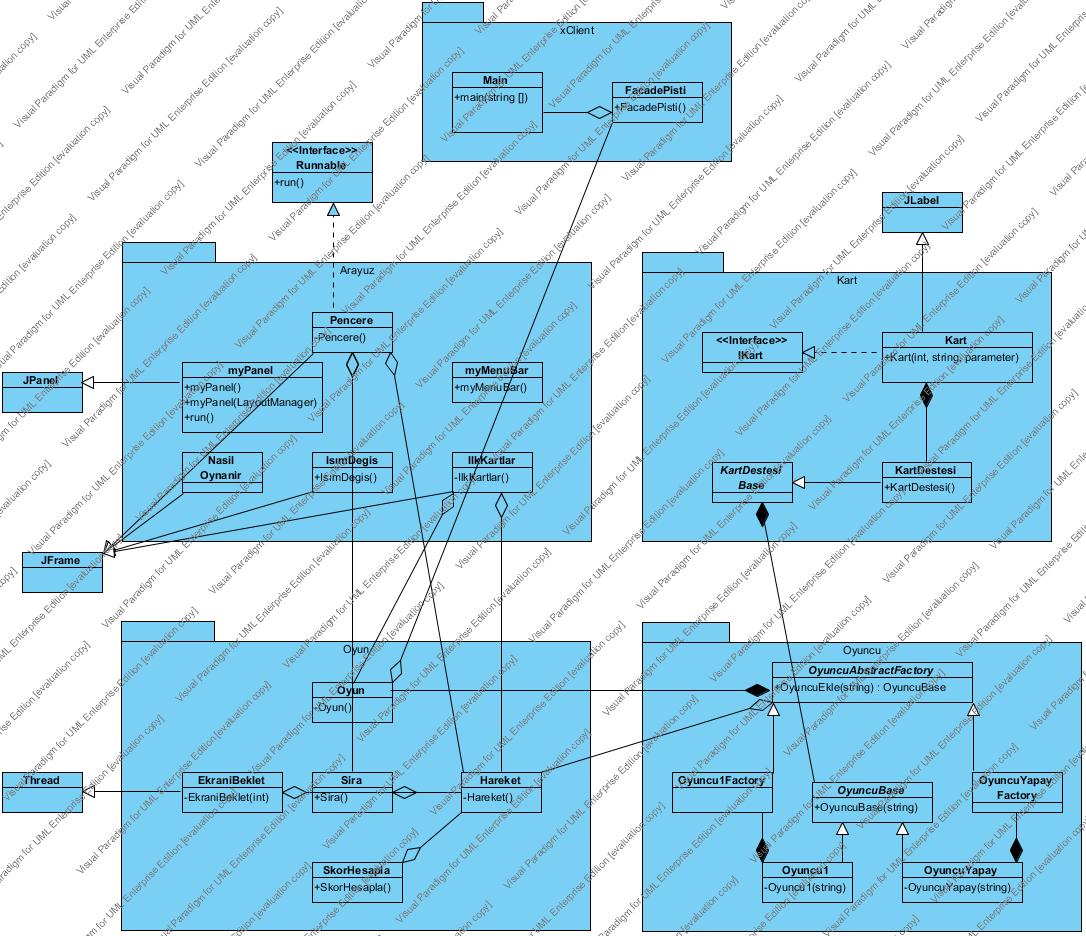 xClient
Main
+main(string [])
FacadePisti
+FacadePisti()
<<Interface>>
Runnable
+run()
JLabel
Arayuz
Pencere
-Pencere()
JPanel
myPanel
+myPanel()
+myPanel(LayoutManager)
+run()
myMenuBar
+myMenuBar()
Nasil
Oynanir
IsimDegis
+IsimDegis()
IlkKartlar
-IlkKartlar()
JFrame
Kart
<<Interface>>
IKart
Kart
+Kart(int, string, parameter)
KartDestesi
Base
KartDestesi
+KartDestesi()
Oyun
Oyun
-Oyun()
Thread
EkraniBeklet
-EkraniBeklet(int)
Sira
+Sira()
Hareket
-Hareket()
SkorHesapla
+SkorHesapla()
Oyuncu
OyuncuAbstractFactory
+OyuncuEkle(string) : OyuncuBase
Oyuncu1Factory
OyuncuBase
+OyuncuBase(string)
OyuncuYapay
Factory
Oyuncu1
-Oyuncu1(string)
OyuncuYapay
-OyuncuYapay(string)
Visual Paradigm for UML Enterprise Edition [evaluation copy]